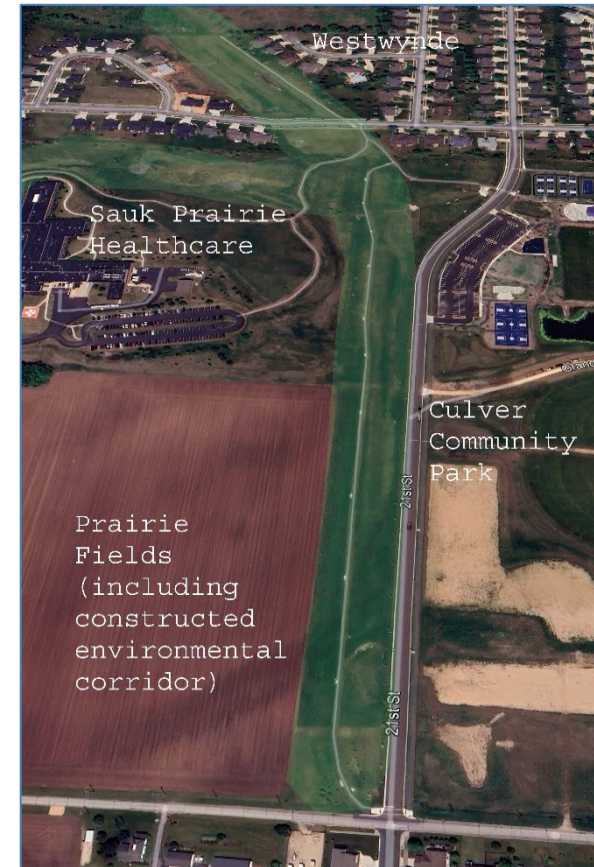 Westwynde
Sauk Prairie
Healthcare
Culver
Community
Park
21st St
Prairie
Fields
(including
constructed
environmental
corridor)
21st St